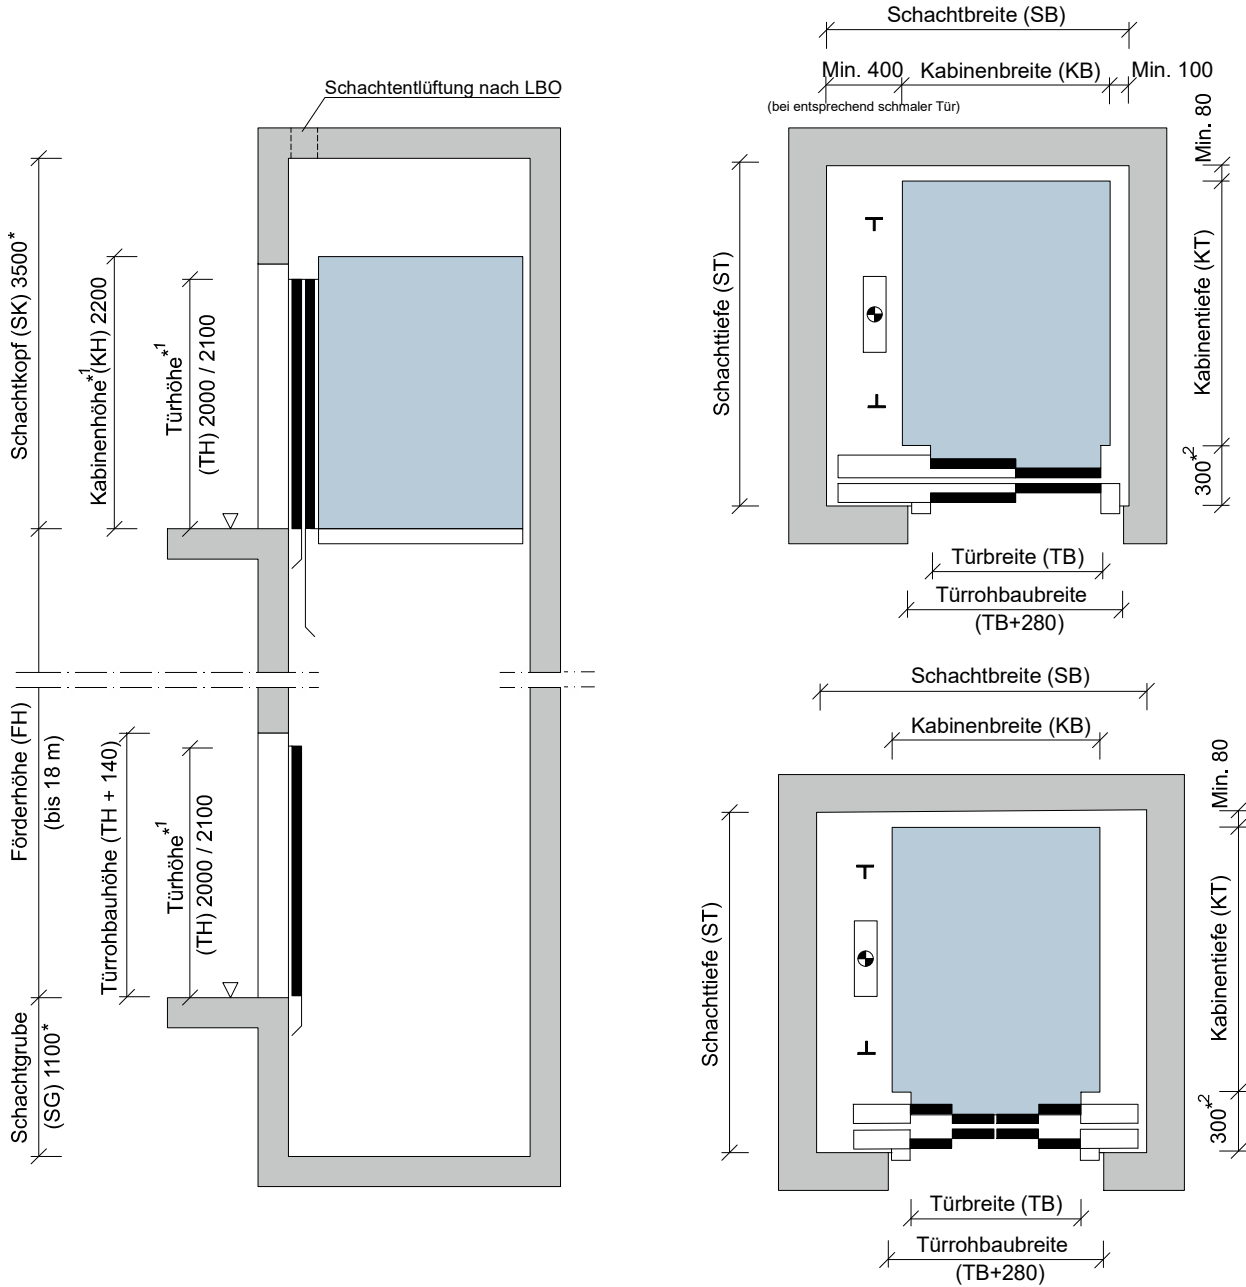 Schachtentlüftung nach LBO
Schachtkopf (SK) 3500*
Kabinenhöhe*1(KH) 2200
Türhöhe*1
(TH) 2000 / 2100
Förderhöhe (FH)
(bis 18 m)
Türrohbauhöhe (TH + 140)
Türhöhe*1
(TH) 2000 / 2100
Schachtgrube
(SG) 1100*
Schachtbreite (SB)
Min. 400 Kabinenbreite (KB) Min. 100
(bei entsprechend schmaler Tür)
Min. 80
Schachttiefe (ST)
Kabinentiefe (KT)
300*2
Türbreite (TB)
Türrohbaubreite
(TB+280)
Schachtbreite (SB)
Kabinenbreite (KB)
Min. 80
Schachttiefe (ST)
Kabinentiefe (KT)
300*2
Türbreite (TB)
Türrohbaubreite
(TB+280)